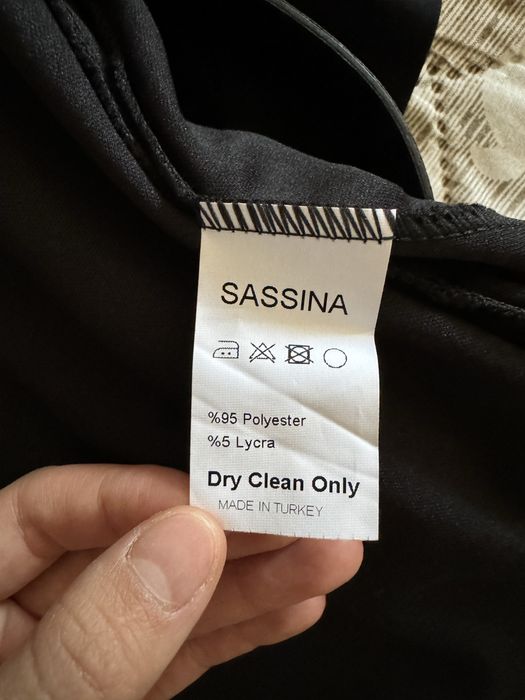 SASSINA
%95 Polyester
%5 Lycra
Dry Clean Only
MADE IN TURKEY